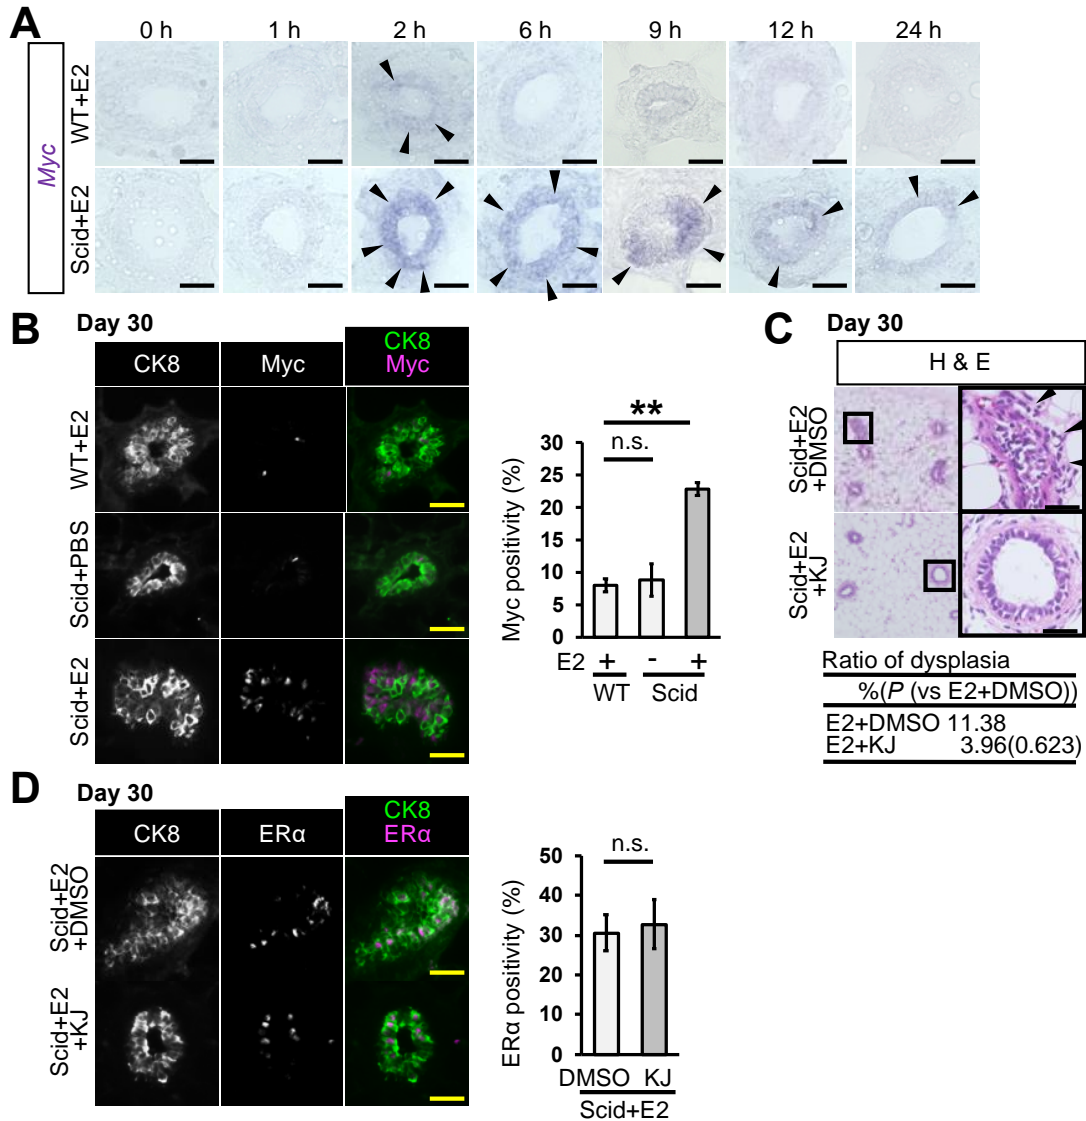 A
0 h 1 h 2 h 6 h 9 h 12 h 24 h
Myc
WT+E2
Scid+E2
B
Day 30
CK8 Myc CK8
Myc
WT+E2
Scid+PBS
Scid+E2
Myc positivity (%)
30
25
20
15
10
5
0
**
n.s.
E2 + - +
WT Scid
C
Day 30
H & E
Scid+E2
+DMSO
Scid+E2
+KJ
Ratio of dysplasia
%(P (vs E2+DMSO))
E2+DMSO 11.38
E2+KJ 3.96(0.623)
D
Day 30
CK8 ERα CK8
ERα
Scid+E2
+DMSO
Scid+E2
+KJ
ERα positivity (%)
50
40
30
20
10
0
n.s.
DMSO KJ
Scid+E2